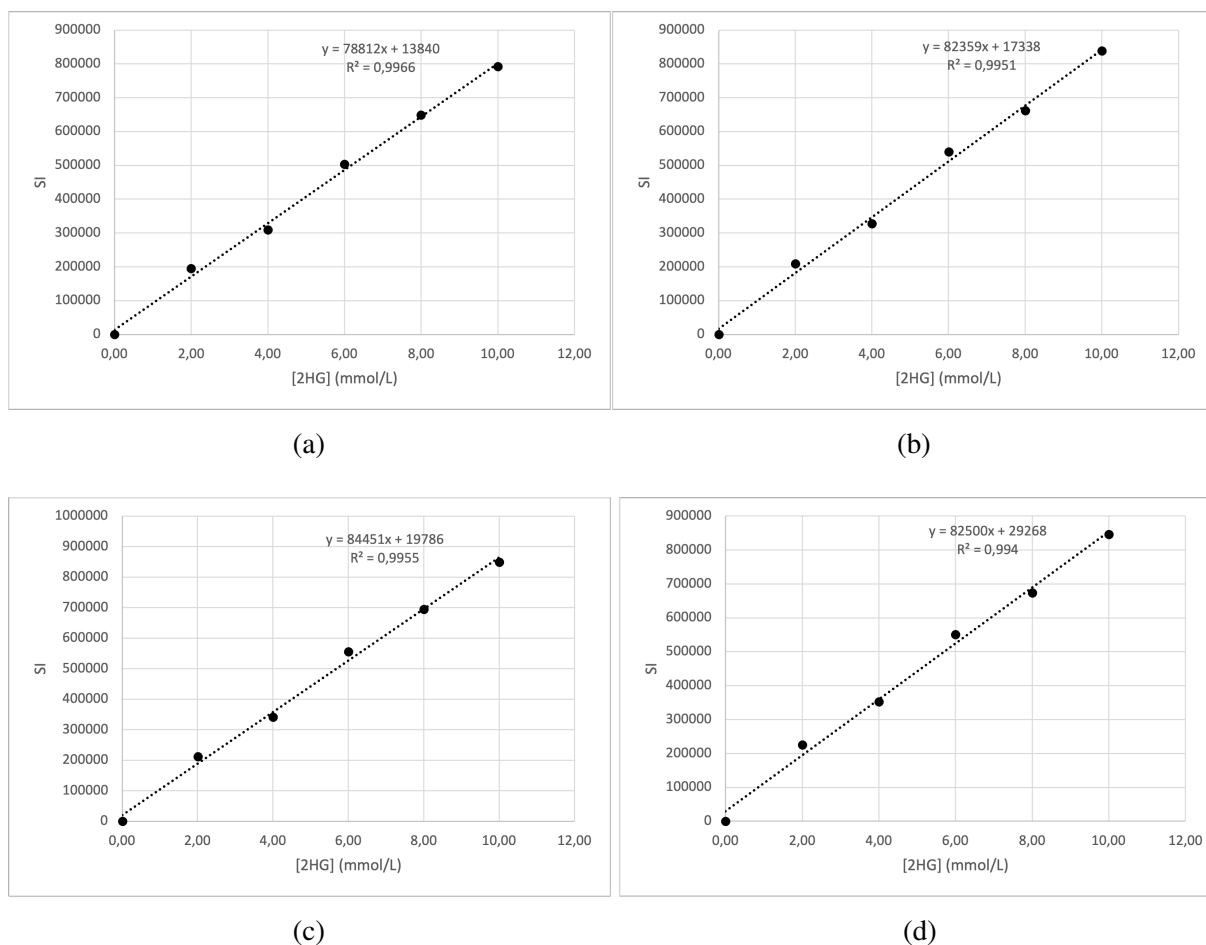 900000
800000
700000
600000
500000
400000
300000
200000
100000
0
SI
y = 78812x + 13840
R² = 0,9966
0,00 2,00 4,00 6,00 8,00 10,00 12,00
[2HG] (mmol/L)
(a)
900000
800000
700000
600000
500000
400000
300000
200000
100000
0
SI
y = 82359x + 17338
R² = 0,9951
0,00 2,00 4,00 6,00 8,00 10,00 12,00
[2HG] (mmol/L)
(b)
1000000
900000
800000
700000
600000
500000
400000
300000
200000
100000
0
SI
y = 84451x + 19786
R² = 0,9955
0,00 2,00 4,00 6,00 8,00 10,00 12,00
[2HG] (mmol/L)
(c)
900000
800000
700000
600000
500000
400000
300000
200000
100000
0
SI
y = 82500x + 29268
R² = 0,994
0,00 2,00 4,00 6,00 8,00 10,00 12,00
[2HG] (mmol/L)
(d)